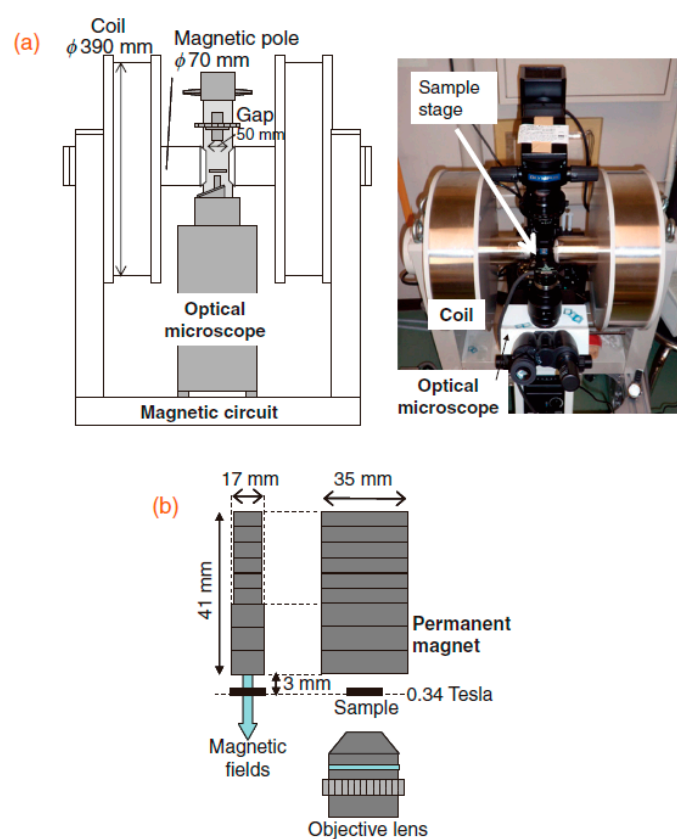 (a)
Coil
ϕ 390 mm
Magnetic pole
ϕ 70 mm
Gap
50 mm
Optical
microscope
Magnetic circuit
Sample
stage
Coil
Optical
microscope
(b)
17 mm
35 mm
41 mm
Permanent
magnet
3 mm
0.34 Tesla
Sample
Magnetic
fields
Objective lens